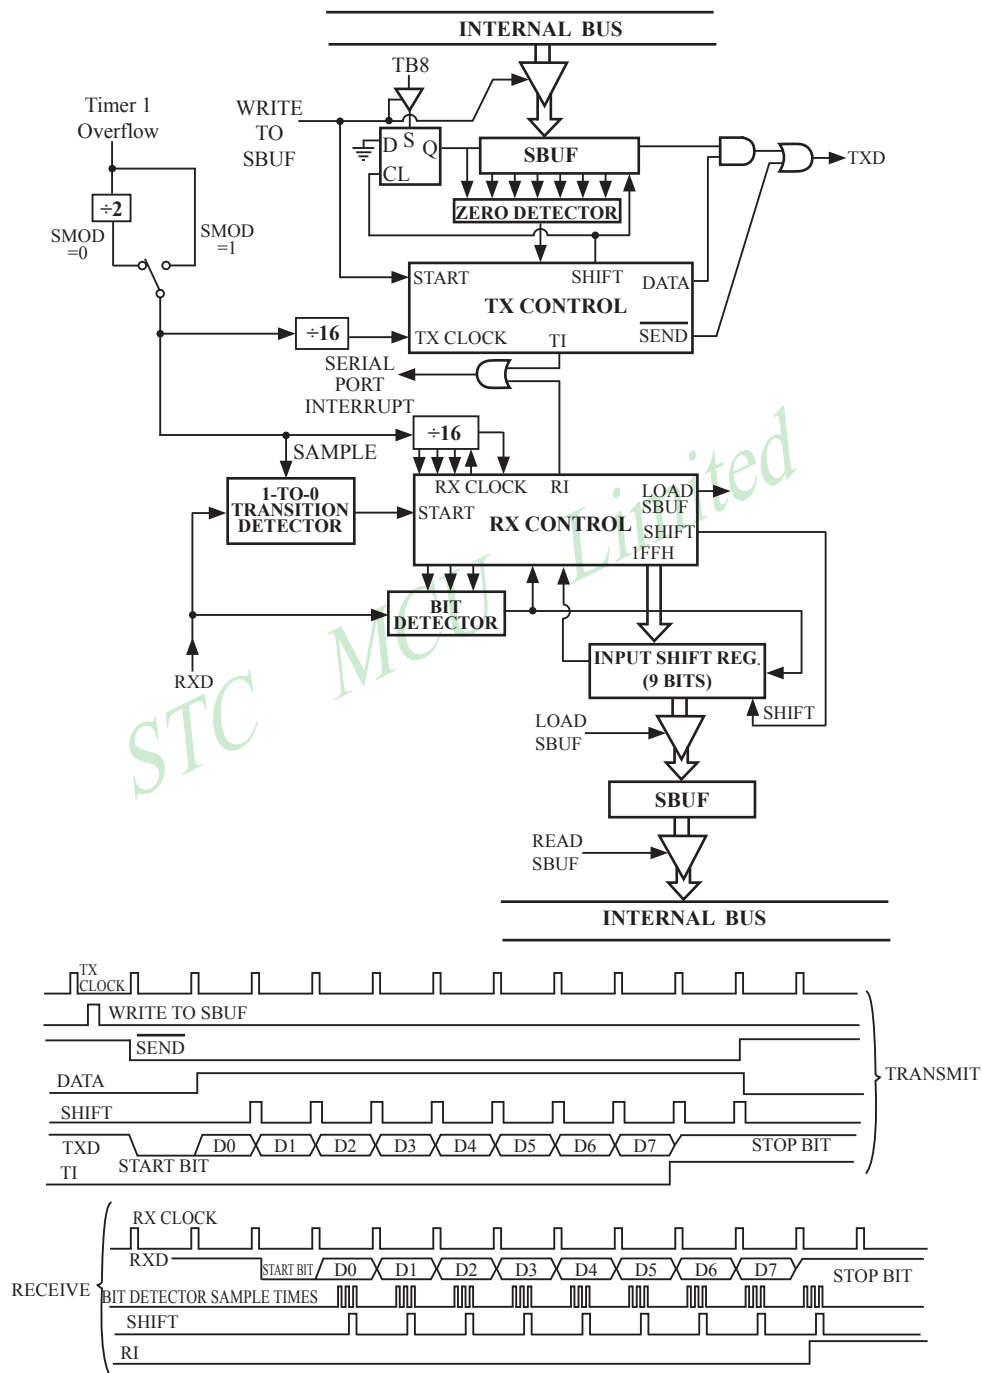 INTERNAL BUS
TB8
Timer 1
Overflow
WRITE
TO
SBUF
D S Q
CL
SBUF
TXD
÷2
ZERO DETECTOR
SMOD
=0
SMOD
=1
START
SHIFT
DATA
TX CONTROL
÷16
TX CLOCK
TI
SEND
SERIAL
PORT
INTERRUPT
÷16
SAMPLE
1-TO-0
TRANSITION
DETECTOR
RX CLOCK
RI
LOAD
SBUF
START
RX CONTROL
SHIFT
1FFH
BIT
DETECTOR
RXD
INPUT SHIFT REG.
(9 BITS)
SHIFT
LOAD
SBUF
SBUF
READ
SBUF
INTERNAL BUS
STC MCU Limited
TX
CLOCK
WRITE TO SBUF
SEND
DATA
TRANSMIT
SHIFT
TXD
START BIT
D0 D1 D2 D3 D4 D5 D6 D7
STOP BIT
TI
RX CLOCK
RXD
START BIT
D0 D1 D2 D3 D4 D5 D6 D7
STOP BIT
RECEIVE
BIT DETECTOR SAMPLE TIMES
SHIFT
RI